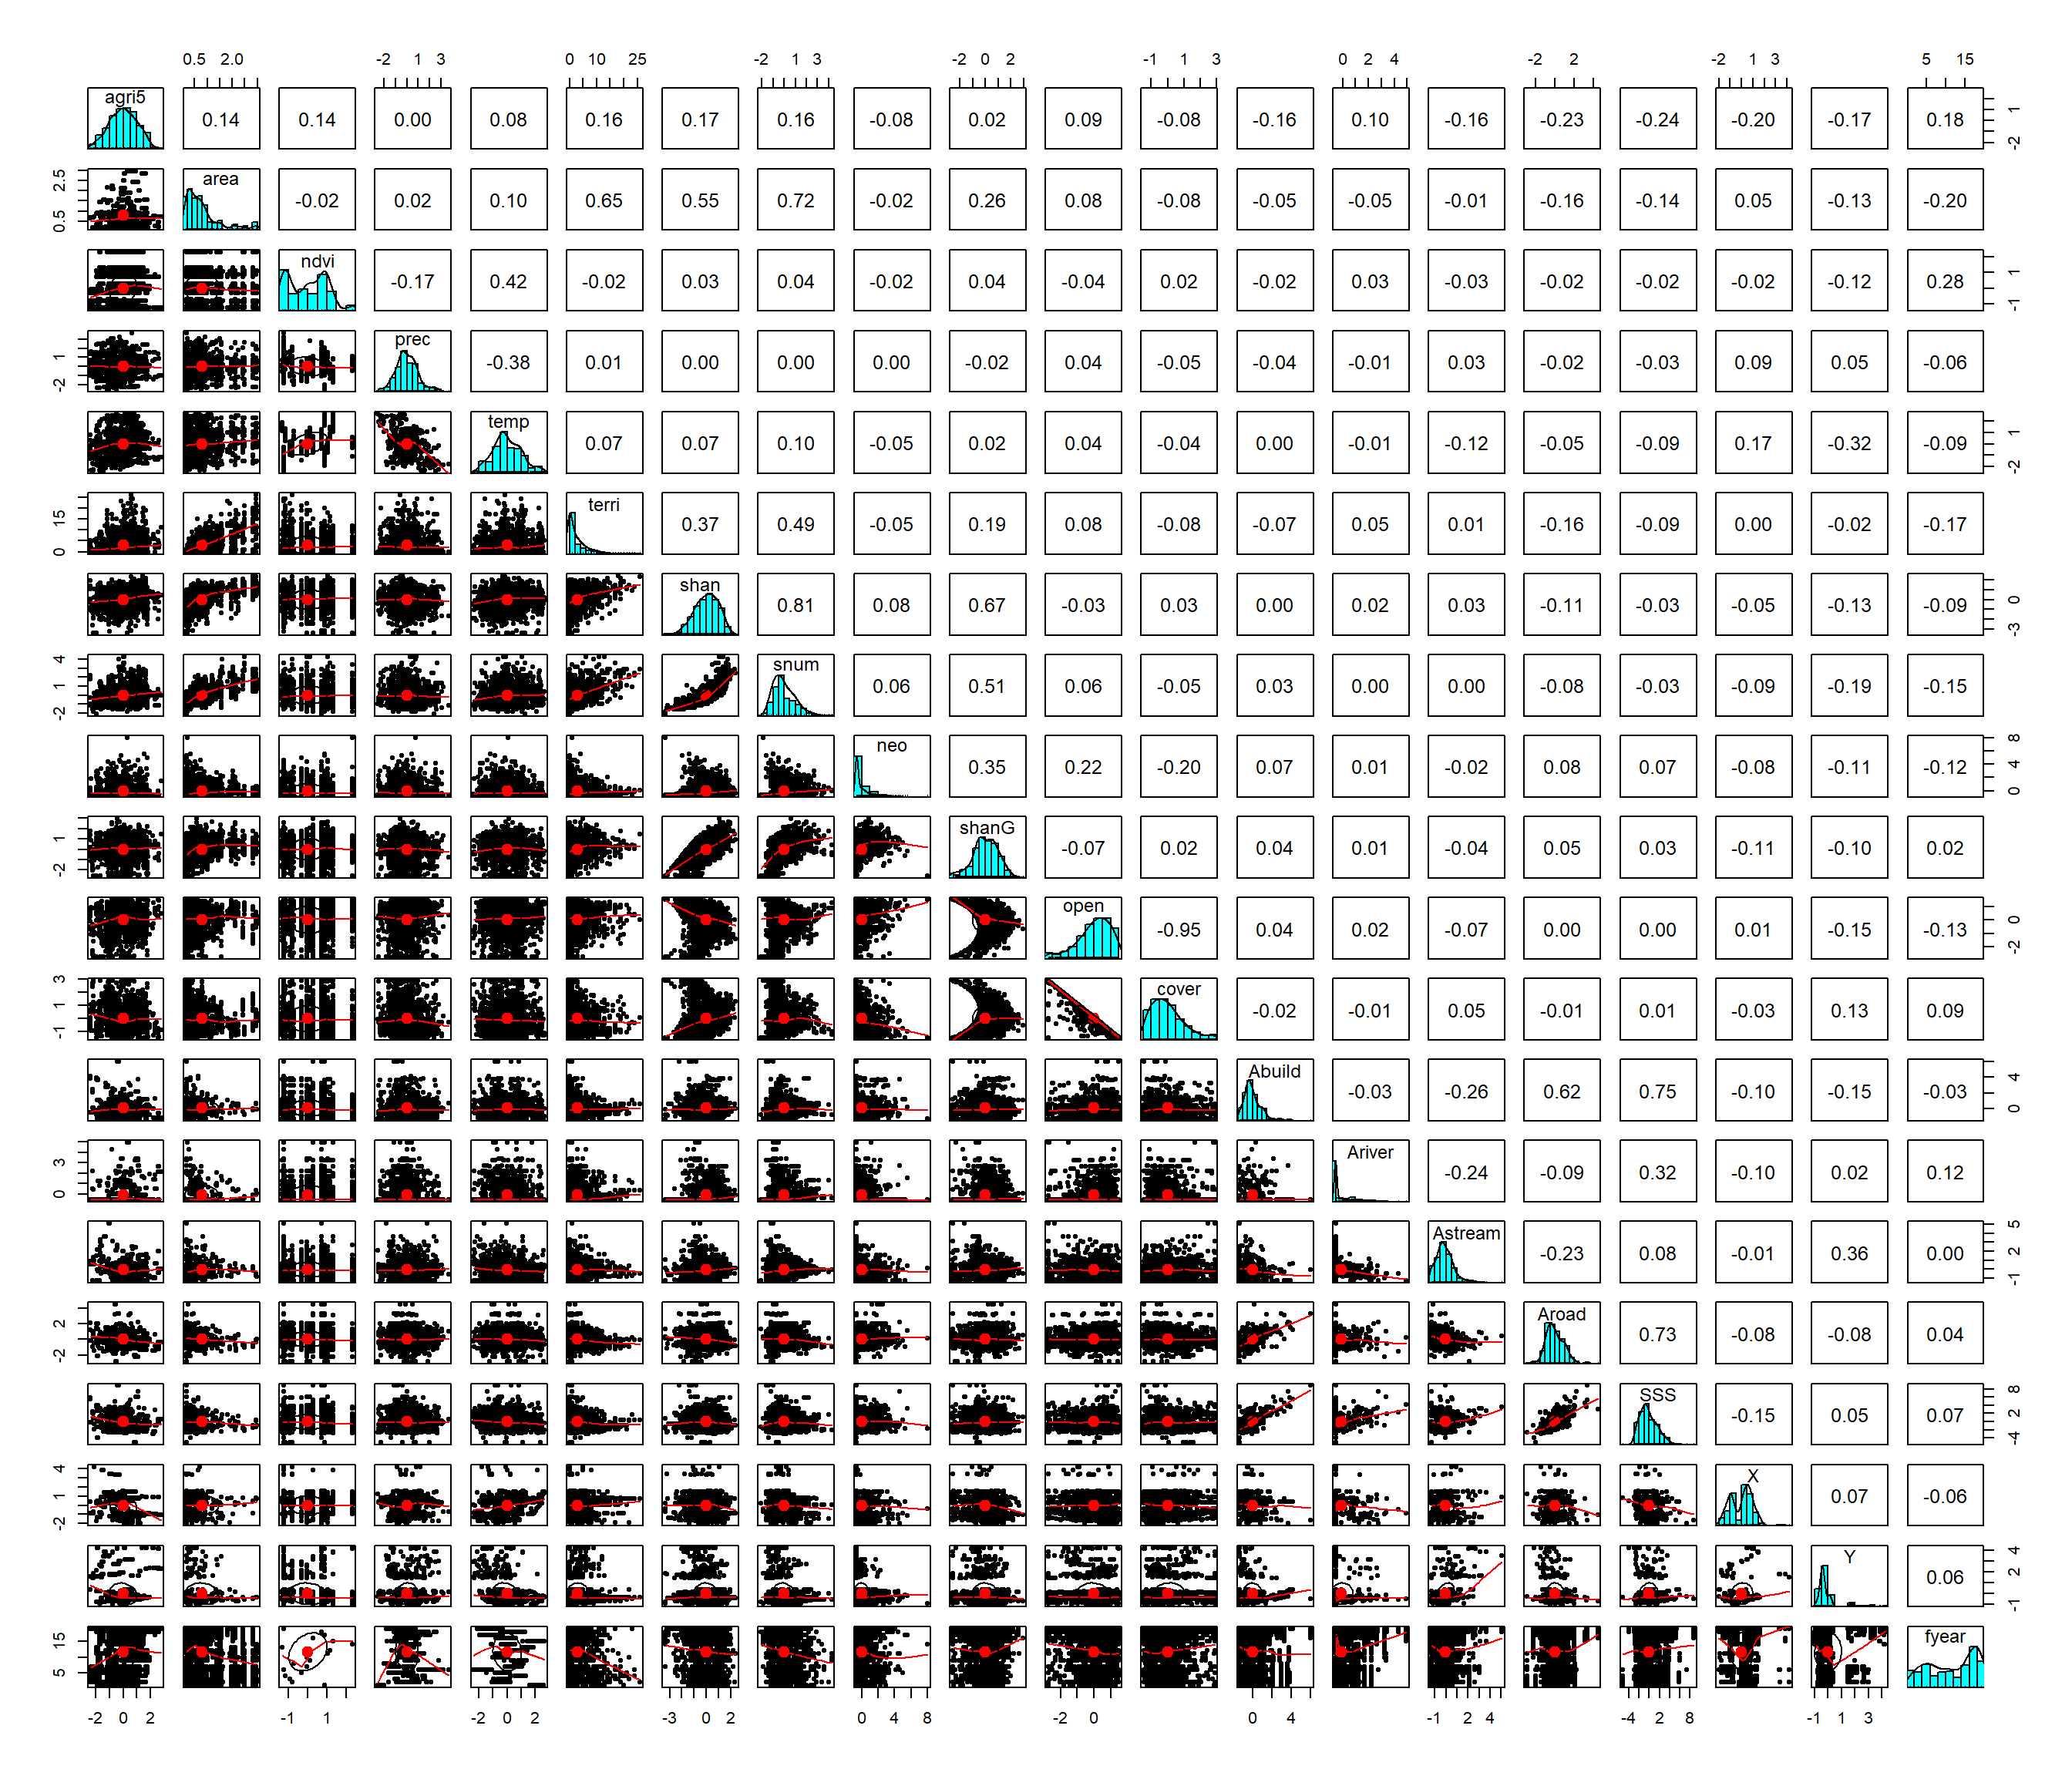 0.5 2.0 -2 1 3 0 10 25 -2 1 3 -2 0 2 -1 1 3 0 2 4 -2 2 -2 1 3 5 15
agri5 0.14 0.14 0.00 0.08 0.16 0.17 0.16 -0.08 0.02 0.09 -0.08 -0.16 0.10 -0.16 -0.23 -0.24 -0.20 -0.17 0.18 -2 1
0.5 2.5 area -0.02 0.02 0.10 0.65 0.55 0.72 -0.02 0.26 0.08 -0.08 -0.05 -0.05 -0.01 -0.16 -0.14 0.05 -0.13 -0.20
ndvi -0.17 0.42 -0.02 0.03 0.04 -0.02 0.04 -0.04 0.02 -0.02 0.03 -0.03 -0.02 -0.02 -0.02 -0.12 0.28 -1 1
-2 1 prec -0.38 0.01 0.00 0.00 0.00 -0.02 0.04 -0.05 -0.04 -0.01 0.03 -0.02 -0.03 0.09 0.05 -0.06
temp 0.07 0.07 0.10 -0.05 0.02 0.04 -0.04 0.00 -0.01 -0.12 -0.05 -0.09 0.17 -0.32 -0.09 -2 1
0 15 terri 0.37 0.49 -0.05 0.19 0.08 -0.08 -0.07 0.05 0.01 -0.16 -0.09 0.00 -0.02 -0.17
shan 0.81 0.08 0.67 -0.03 0.03 0.00 0.02 0.03 -0.11 -0.03 -0.05 -0.13 -0.09 -3 0
-2 1 4 snum 0.06 0.51 0.06 -0.05 0.03 0.00 0.00 -0.08 -0.03 -0.09 -0.19 -0.15
neo 0.35 0.22 -0.20 0.07 0.01 -0.02 0.08 0.07 -0.08 -0.11 -0.12 0 4 8
-2 1 shanG -0.07 0.02 0.04 0.01 -0.04 0.05 0.03 -0.11 -0.10 0.02
open -0.95 0.04 0.02 -0.07 0.00 0.00 0.01 -0.15 -0.13 -2 0
-1 1 3 cover -0.02 -0.01 0.05 -0.01 0.01 -0.03 0.13 0.09
Abuild -0.03 -0.26 0.62 0.75 -0.10 -0.15 -0.03 0 4
0 3 Ariver -0.24 -0.09 0.32 -0.10 0.02 0.12
Astream -0.23 0.08 -0.01 0.36 0.00 -1 2 5
-2 2 Aroad 0.73 -0.08 -0.08 0.04
SSS -0.15 0.05 0.07 -4 2 8
-2 1 4 X 0.07 -0.06
Y 0.06 -1 2 4
5 15 fyear
-2 0 2 -1 1 -2 0 2 -3 0 2 0 4 8 -2 0 0 4 -1 2 4 -4 2 8 -1 1 3